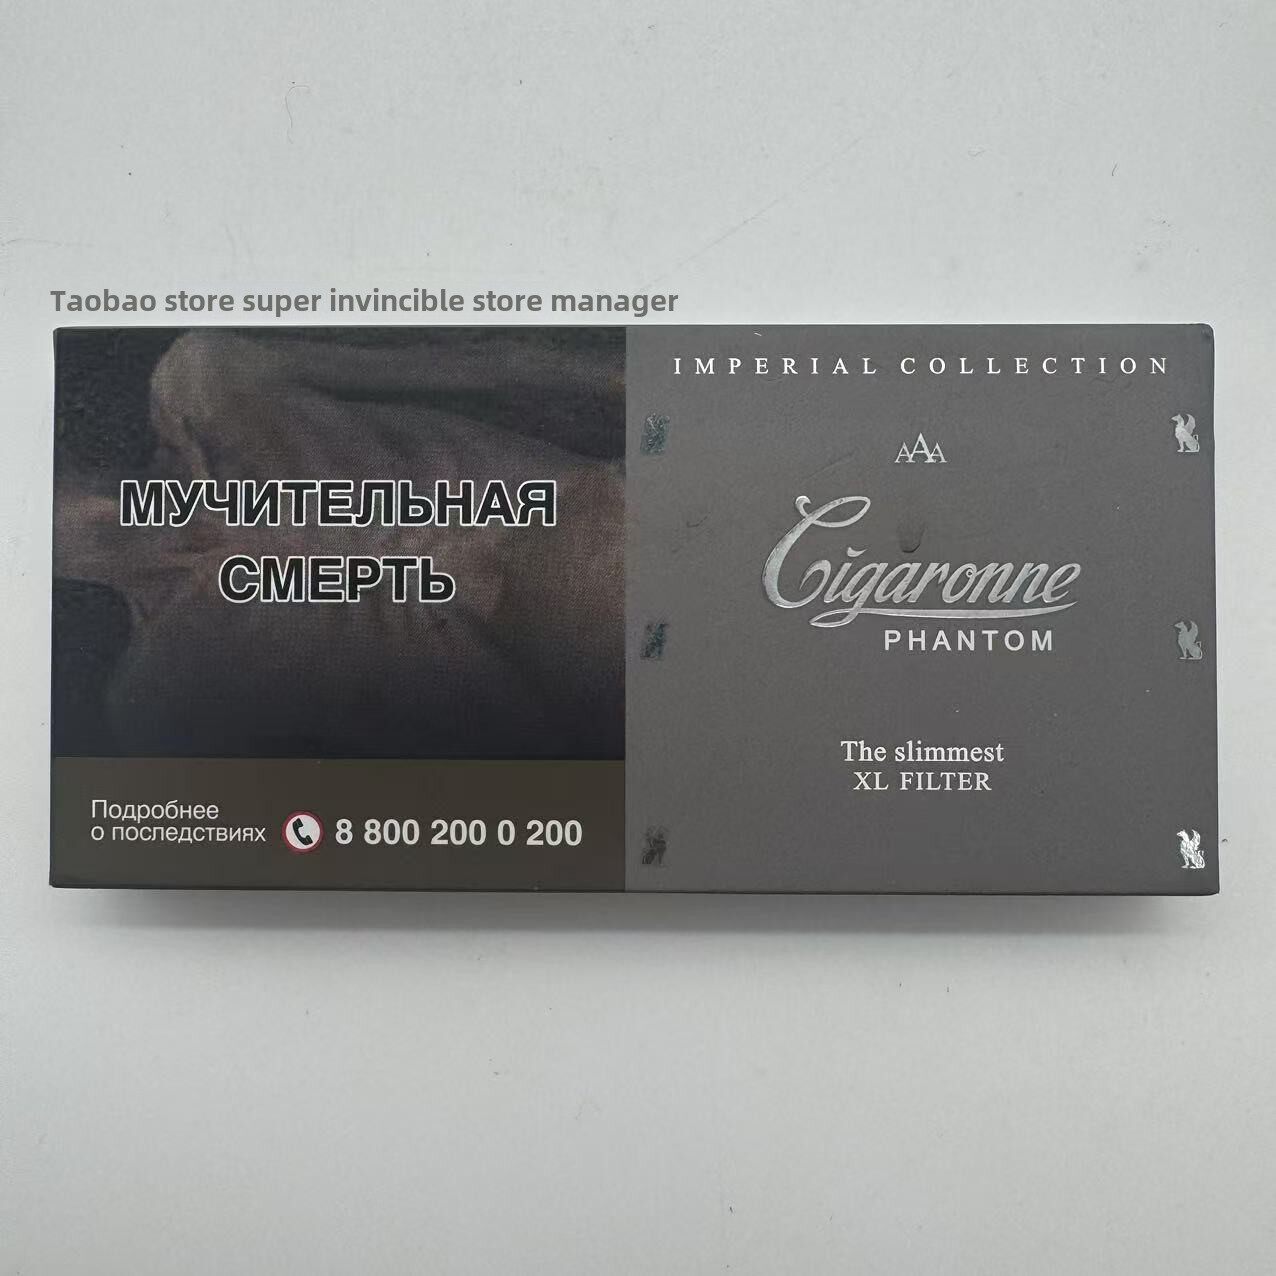 Taobao store super invincible store manager
МУЧИТЕЛЬНАЯ
СМЕРТЬ
Подробнее
о последствиях
8 800 200 0 200
IMPERIAL COLLECTION
AAA
Cigaronne
PHANTOM
The slimmest
XL FILTER